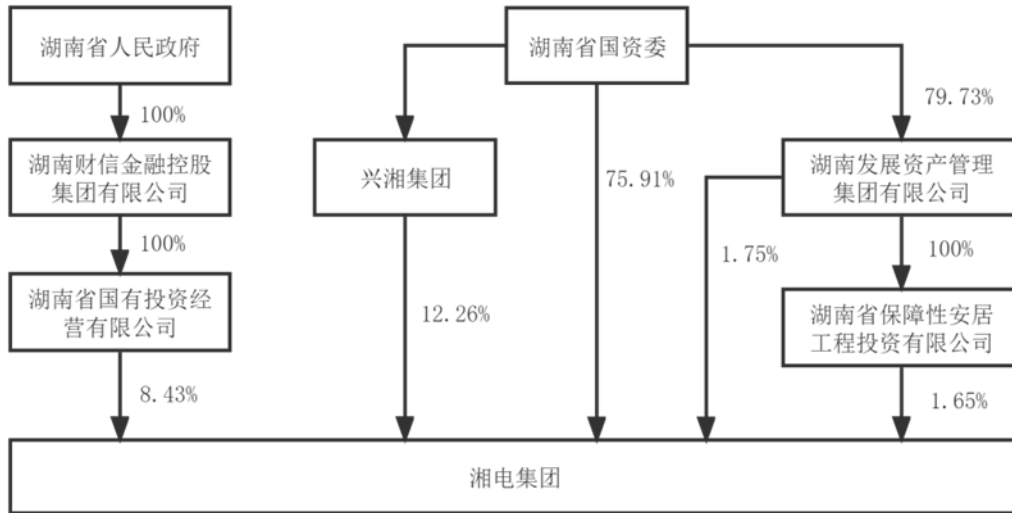 湖南省人民政府
湖南省国资委
100%
79.73%
湖南财信金融控股
集团有限公司
兴湘集团
75.91%
湖南发展资产管理
集团有限公司
100%
1.75%
100%
湖南省国有投资经
营有限公司
12.26%
湖南省保障性安居
工程投资有限公司
8.43%
1.65%
湘电集团